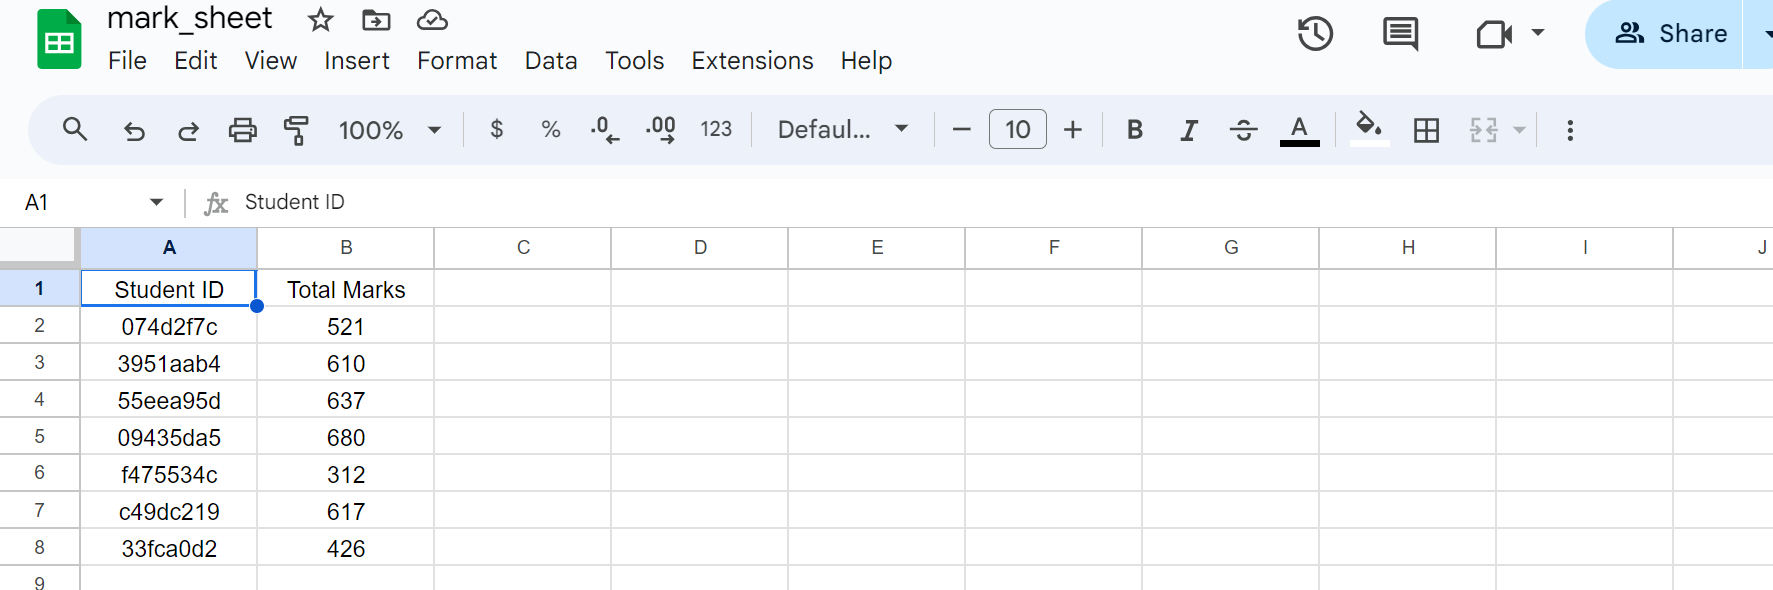 mark_sheet
File Edit View Insert Format Data Tools Extensions Help
Share
100% $ % .0 .00 123 Defaul... 10 B I S A
A1 fx Student ID
A B C D E F G H I J
1 Student ID Total Marks
2 074d2f7c 521
3 3951aab4 610
4 55eea95d 637
5 09435da5 680
6 f475534c 312
7 c49dc219 617
8 33fca0d2 426
9